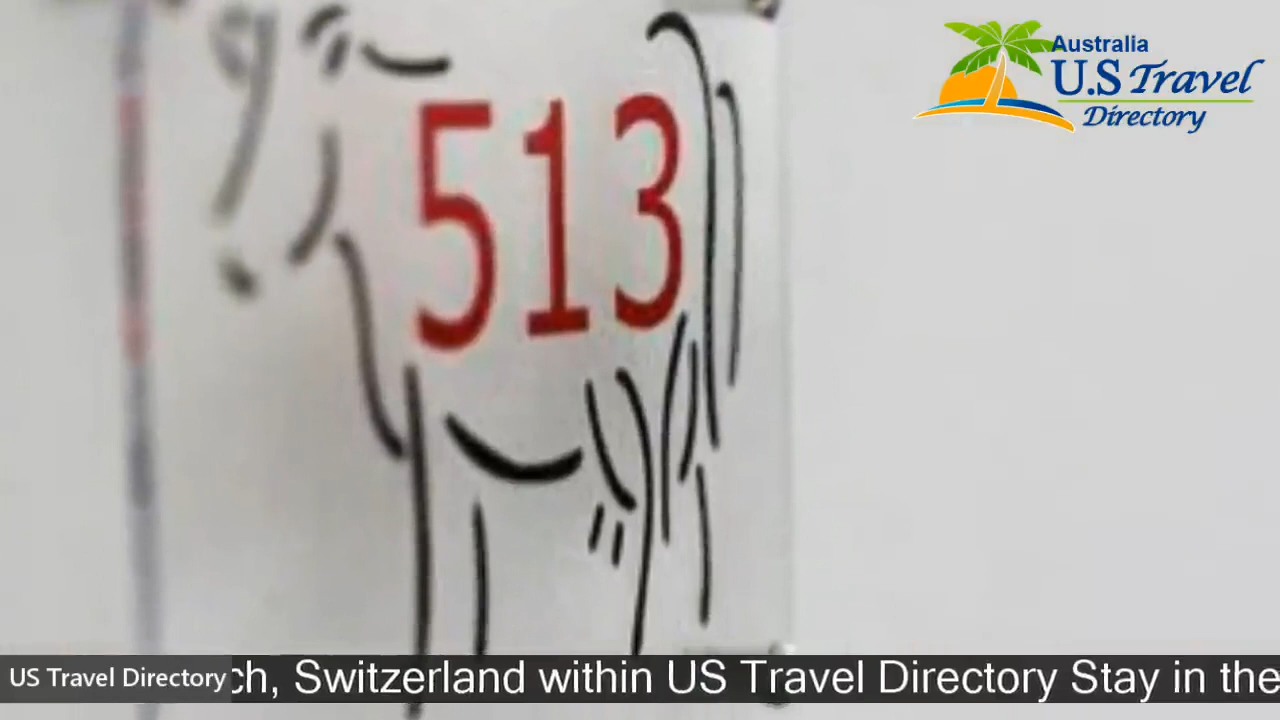 Australia
U.S Travel
Directory
513
US Travel Directory
ch, Switzerland within US Travel Directory Stay in the